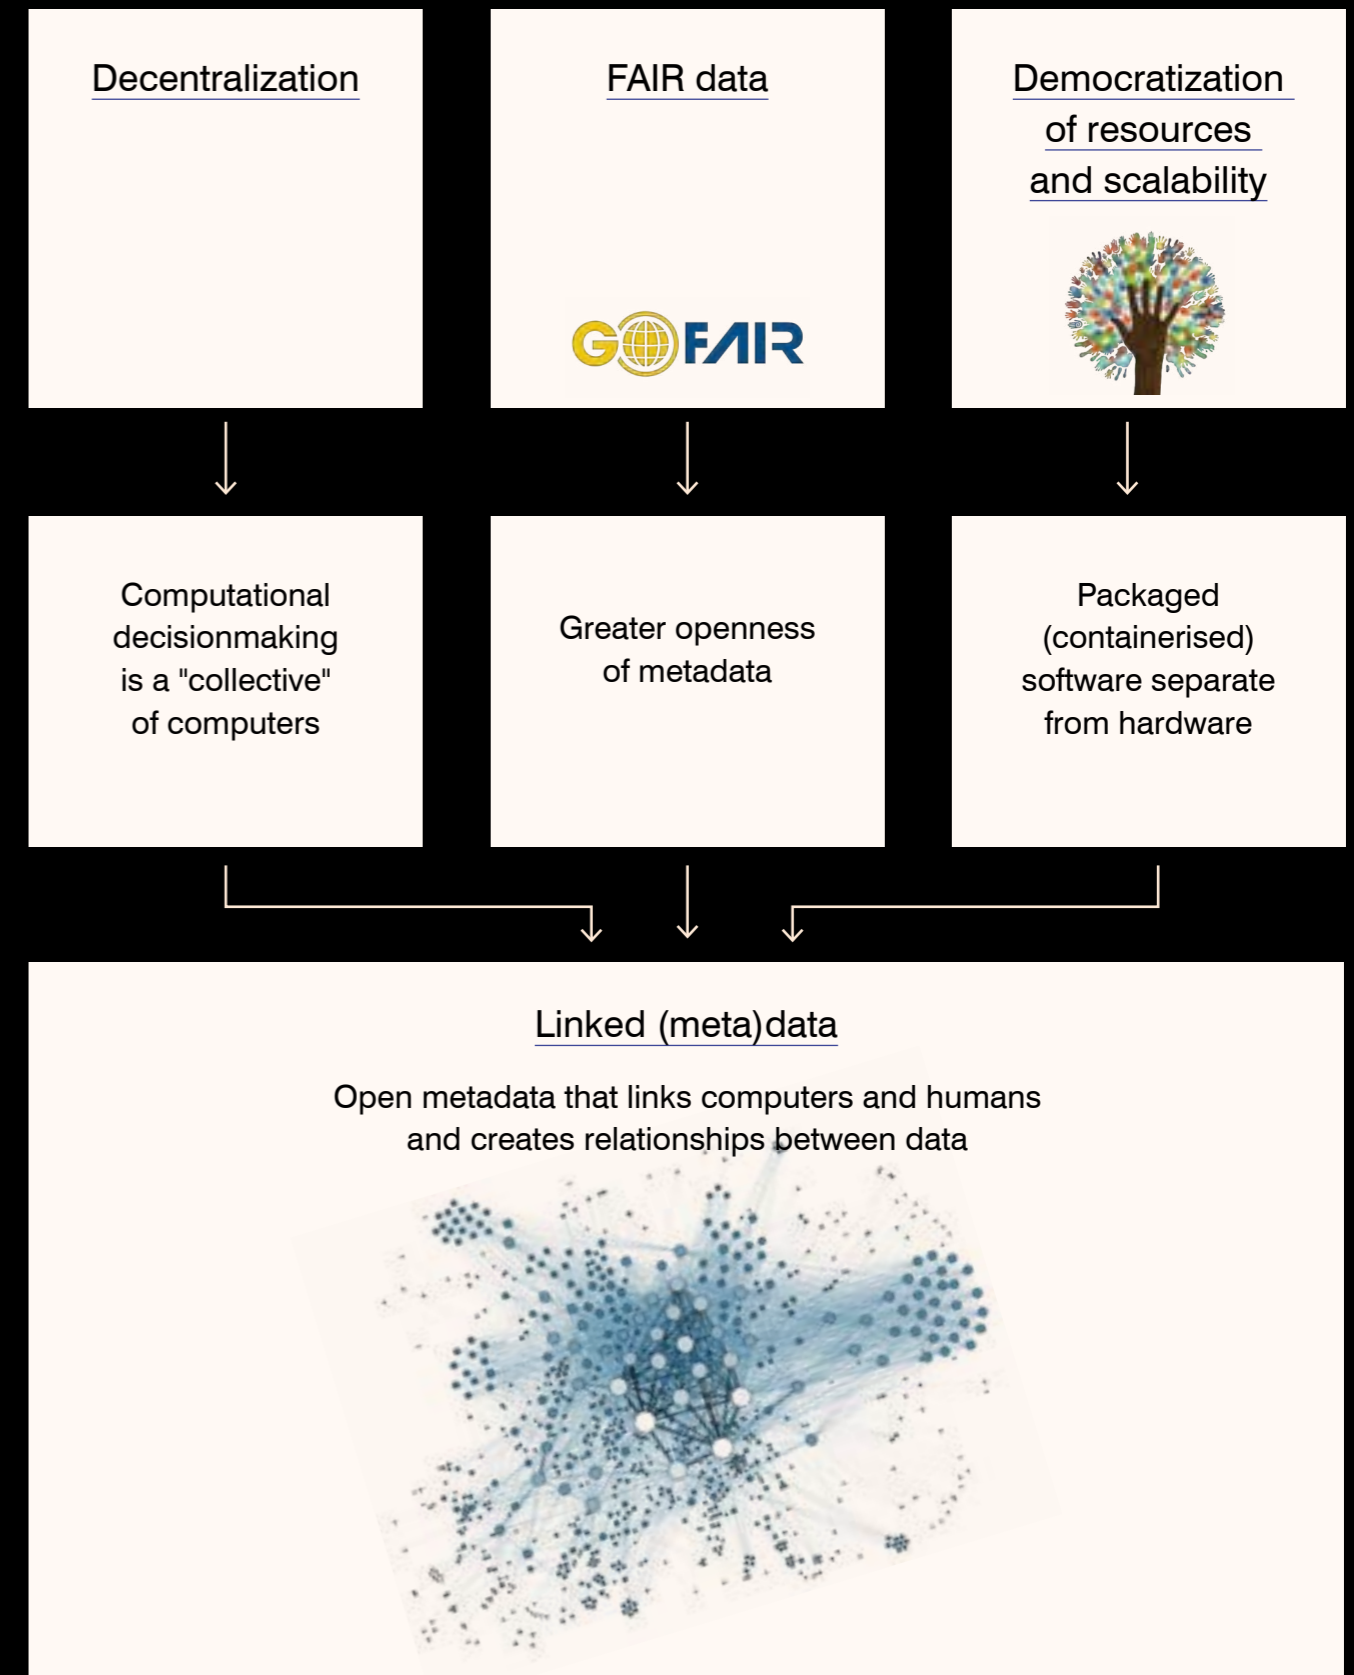 Decentralization
FAIR data
Democratization
of resources
and scalability
GOFAIR
Computational
decisionmaking
is a "collective"
of computers
Greater openness
of metadata
Packaged
(containerised)
software separate
from hardware
Linked (meta)data
Open metadata that links computers and humans
and creates relationships between data